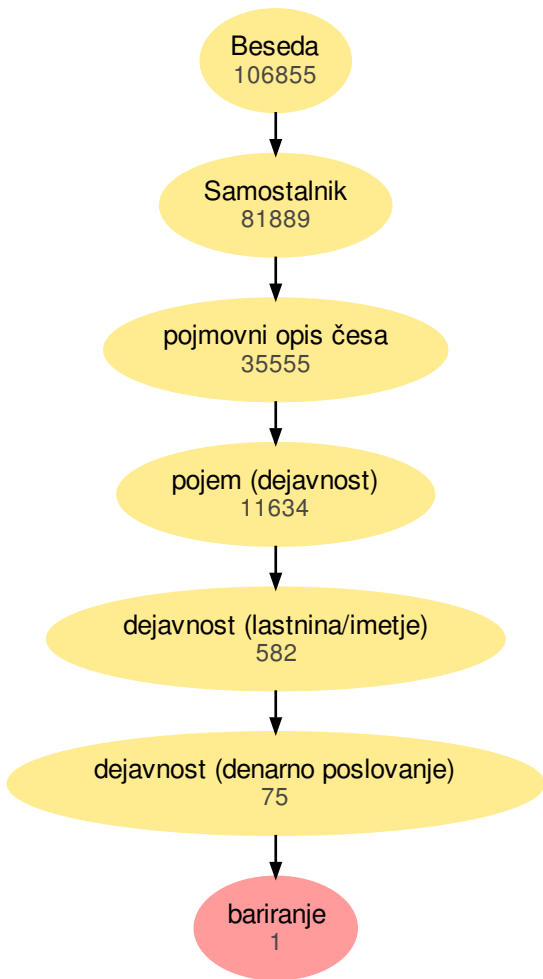 Beseda
106855
Samostalnik
81889
pojmovni opis česa
35555
pojem (dejavnost)
11634
dejavnost (lastnina/imetje)
582
dejavnost (denarno poslovanje)
75
bariranje
1